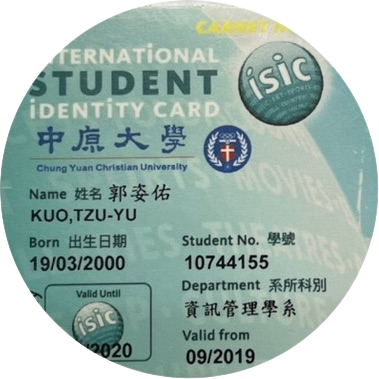 CARNET
INTERNATIONAL
STUDENT
iDENTiTY CARD
isic
中原大學
Chung Yuan Christian University
Name 姓名 郭姿佑
KUO,TZU-YU
Born 出生日期
19/03/2000
Student No. 學號
10744155
Department 系所科別
資訊管理學系
Valid Until
isic
/2020
Valid from
09/2019